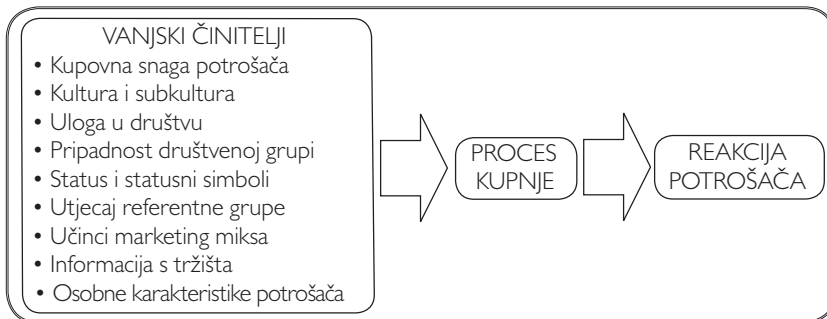 VANJSKI ČINITELJI
• Kupovna snaga potrošača
• Kultura i subkultura
• Uloga u društvu
• Pripadnost društvenoj grupi
• Status i statusni simboli
• Utjecaj referentne grupe
• Učinci marketing miksa
• Informacija s tržišta
• Osobne karakteristike potrošača
PROCES
KUPNJE
REAKCIJA
POTROŠAČA